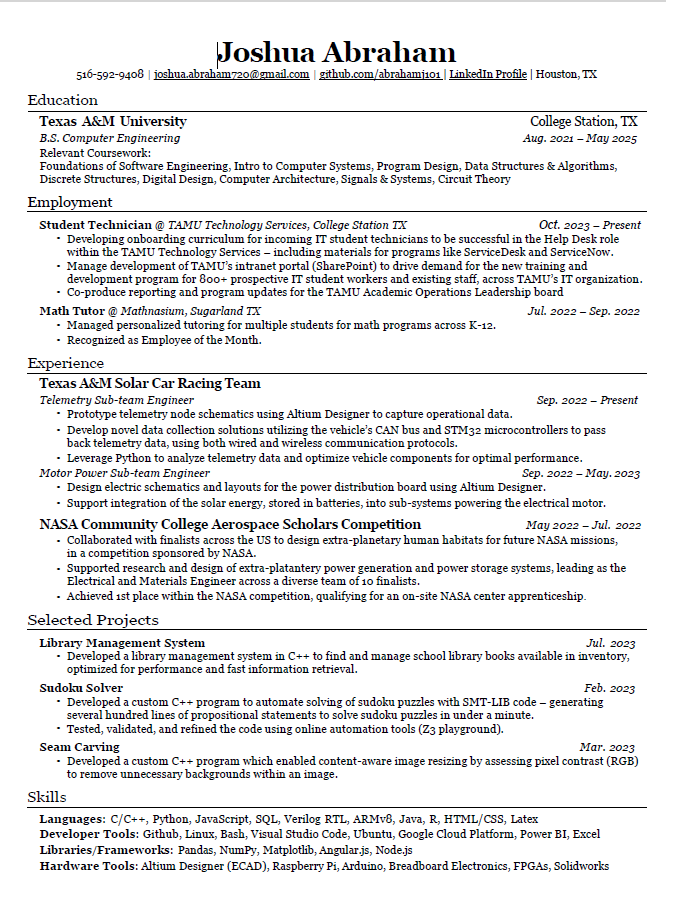 Joshua Abraham
516-592-9408 | joshua.abraham720@gmail.com | github.com/abrahamj101 | LinkedIn Profile | Houston, TX
Education
Texas A&M University College Station, TX
B.S. Computer Engineering Aug. 2021 – May 2025
Relevant Coursework:
Foundations of Software Engineering, Intro to Computer Systems, Program Design, Data Structures & Algorithms,
Discrete Structures, Digital Design, Computer Architecture, Signals & Systems, Circuit Theory
Employment
Student Technician @ TAMU Technology Services, College Station TX Oct. 2023 – Present
• Developing onboarding curriculum for incoming IT student technicians to be successful in the Help Desk role
within the TAMU Technology Services – including materials for programs like ServiceDesk and ServiceNow.
• Manage development of TAMU's intranet portal (SharePoint) to drive demand for the new training and
development program for 800+ prospective IT student workers and existing staff, across TAMU's IT organization.
• Co-produce reporting and program updates for the TAMU Academic Operations Leadership board
Math Tutor @ Mathnasium, Sugarland TX Jul. 2022 – Sep. 2022
• Managed personalized tutoring for multiple students for math programs across K-12.
• Recognized as Employee of the Month.
Experience
Texas A&M Solar Car Racing Team
Telemetry Sub-team Engineer Sep. 2022 – Present
• Prototype telemetry node schematics using Altium Designer to capture operational data.
• Develop novel data collection solutions utilizing the vehicle's CAN bus and STM32 microcontrollers to pass
back telemetry data, using both wired and wireless communication protocols.
• Leverage Python to analyze telemetry data and optimize vehicle components for optimal performance.
Motor Power Sub-team Engineer Sep. 2022 – May. 2023
• Design electric schematics and layouts for the power distribution board using Altium Designer.
• Support integration of the solar energy, stored in batteries, into sub-systems powering the electrical motor.
NASA Community College Aerospace Scholars Competition May 2022 – Jul. 2022
• Collaborated with finalists across the US to design extra-planetary human habitats for future NASA missions,
in a competition sponsored by NASA.
• Supported research and design of extra-platantery power generation and power storage systems, leading as the
Electrical and Materials Engineer across a diverse team of 10 finalists.
• Achieved 1st place within the NASA competition, qualifying for an on-site NASA center apprenticeship.
Selected Projects
Library Management System Jul. 2023
• Developed a library management system in C++ to find and manage school library books available in inventory,
optimized for performance and fast information retrieval.
Sudoku Solver Feb. 2023
• Developed a custom C++ program to automate solving of sudoku puzzles with SMT-LIB code – generating
several hundred lines of propositional statements to solve sudoku puzzles in under a minute.
• Tested, validated, and refined the code using online automation tools (Z3 playground).
Seam Carving Mar. 2023
• Developed a custom C++ program which enabled content-aware image resizing by assessing pixel contrast (RGB)
to remove unnecessary backgrounds within an image.
Skills
Languages: C/C++, Python, JavaScript, SQL, Verilog RTL, ARMv8, Java, R, HTML/CSS, Latex
Developer Tools: Github, Linux, Bash, Visual Studio Code, Ubuntu, Google Cloud Platform, Power BI, Excel
Libraries/Frameworks: Pandas, NumPy, Matplotlib, Angular.js, Node.js
Hardware Tools: Altium Designer (ECAD), Raspberry Pi, Arduino, Breadboard Electronics, FPGAs, Solidworks